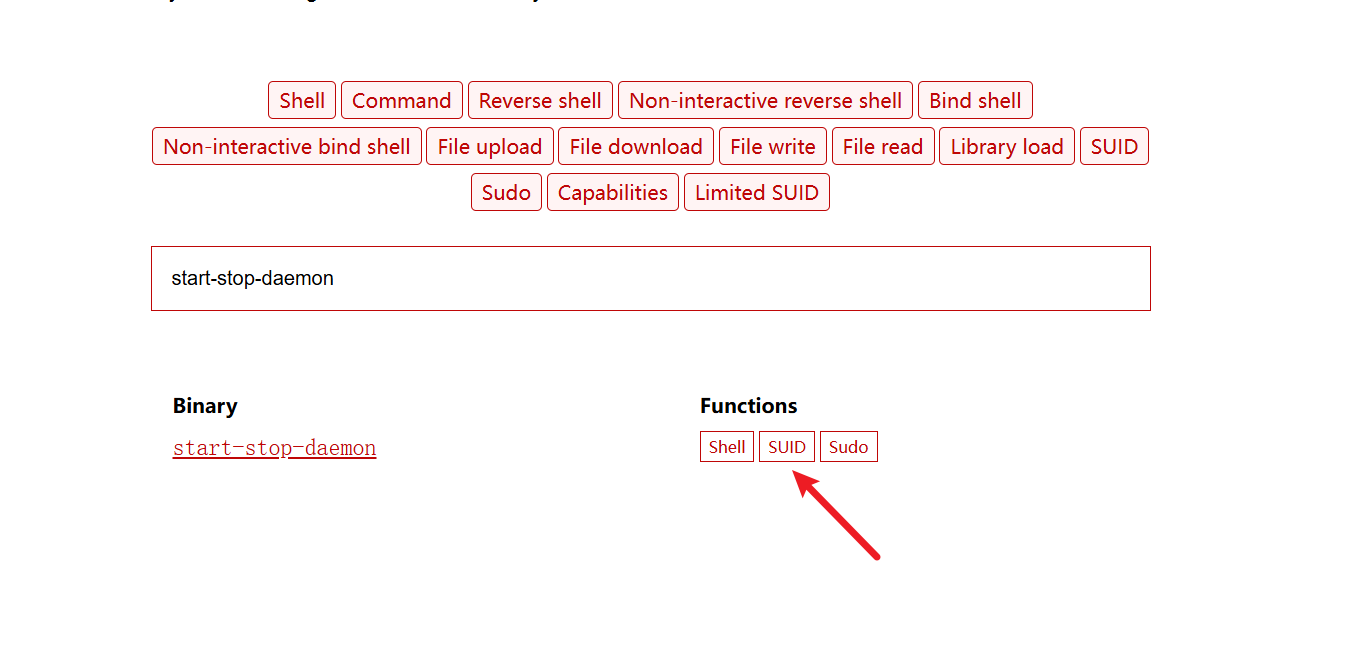 Shell Command Reverse shell Non-interactive reverse shell Bind shell
Non-interactive bind shell File upload File download File write File read Library load SUID
Sudo Capabilities Limited SUID
start-stop-daemon
Binary Functions
start-stop-daemon Shell SUID Sudo